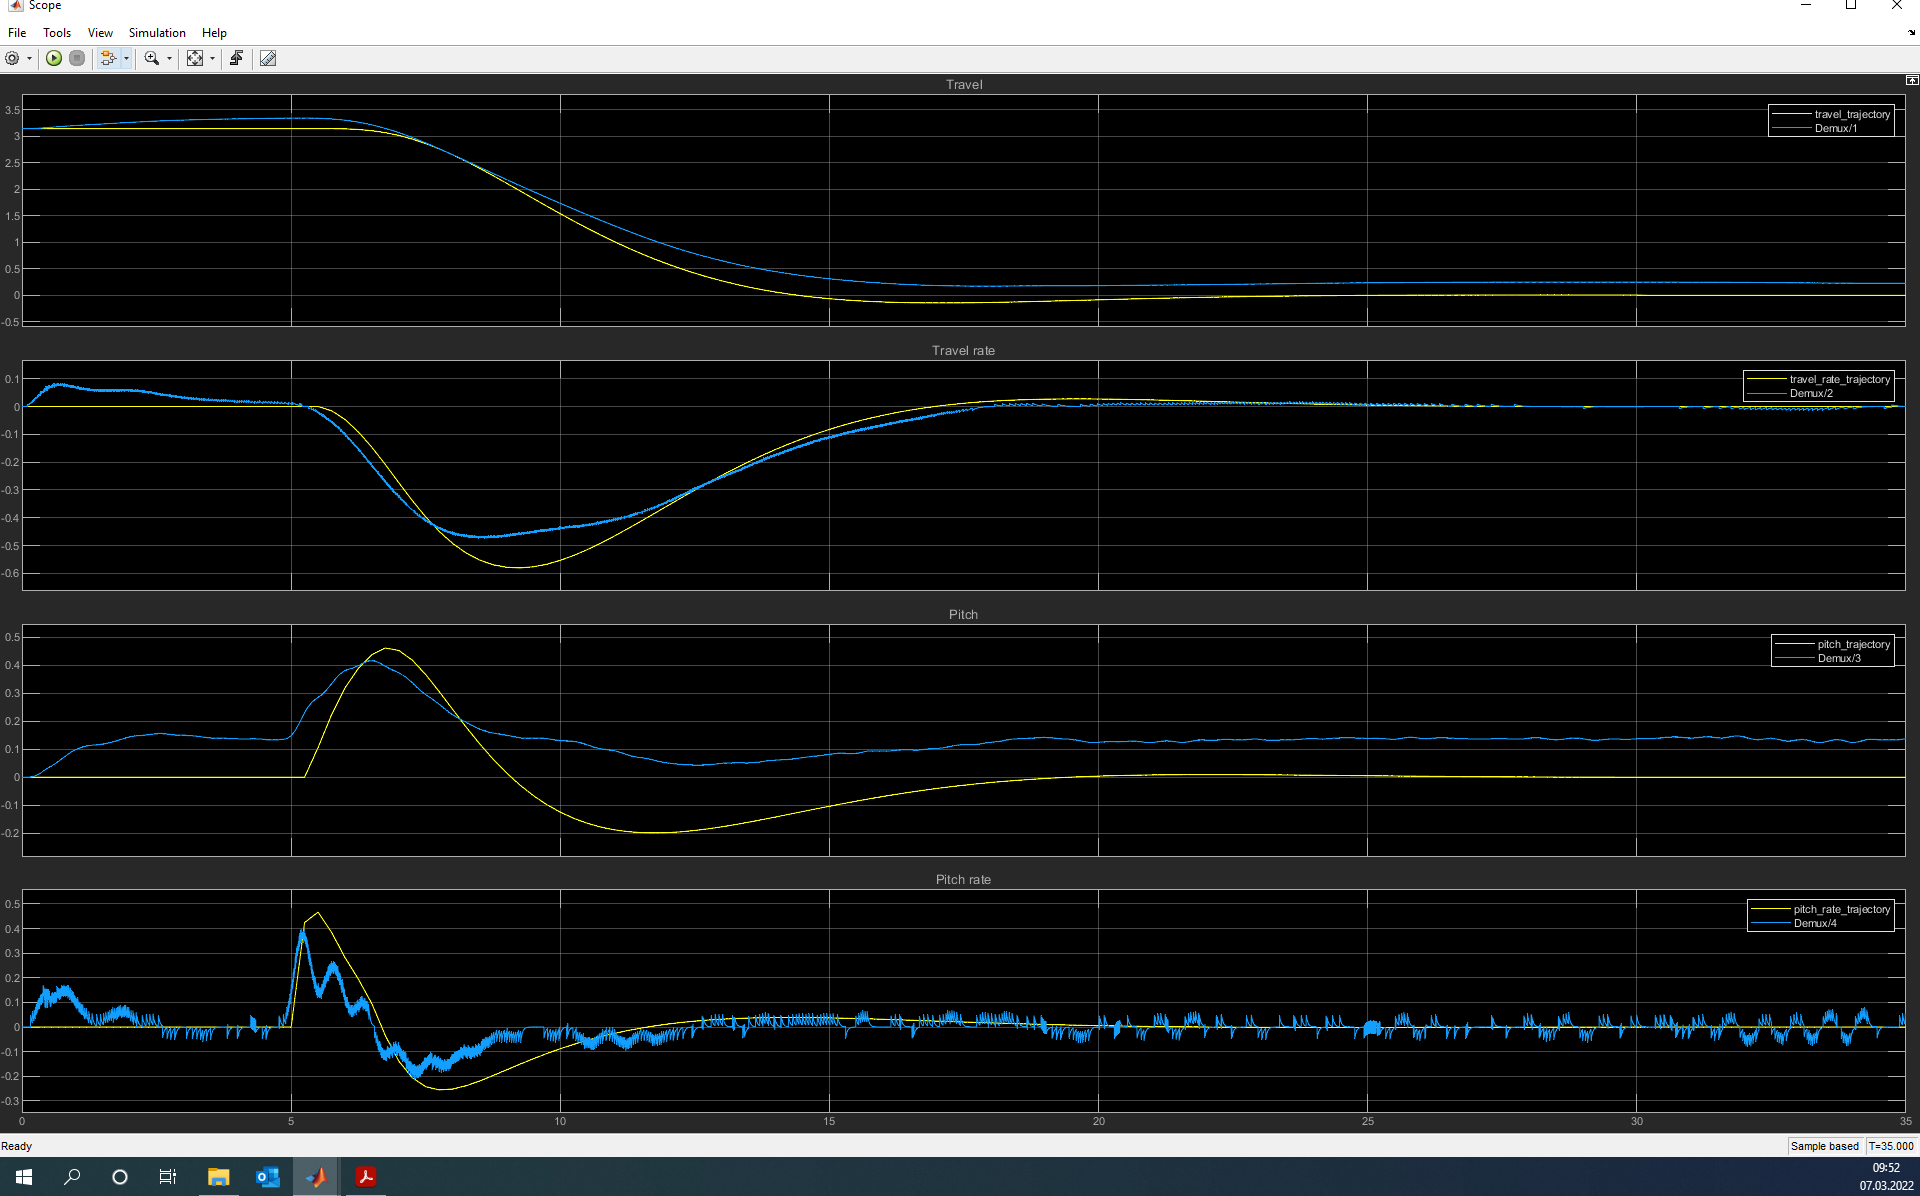 Scope
File Tools View Simulation Help
Travel
3.5
3
2.5
2
1.5
1
0.5
0
-0.5
travel_trajectory
Demux/1
Travel rate
0.1
0
-0.1
-0.2
-0.3
-0.4
-0.5
-0.6
travel_rate_trajectory
Demux/2
Pitch
0.5
0.4
0.3
0.2
0.1
0
-0.1
-0.2
pitch_trajectory
Demux/3
Pitch rate
0.5
0.4
0.3
0.2
0.1
0
-0.1
-0.2
-0.3
pitch_rate_trajectory
Demux/4
0 5 10 15 20 25 30 35
Ready
Sample based T=35.000
09:52
07.03.2022